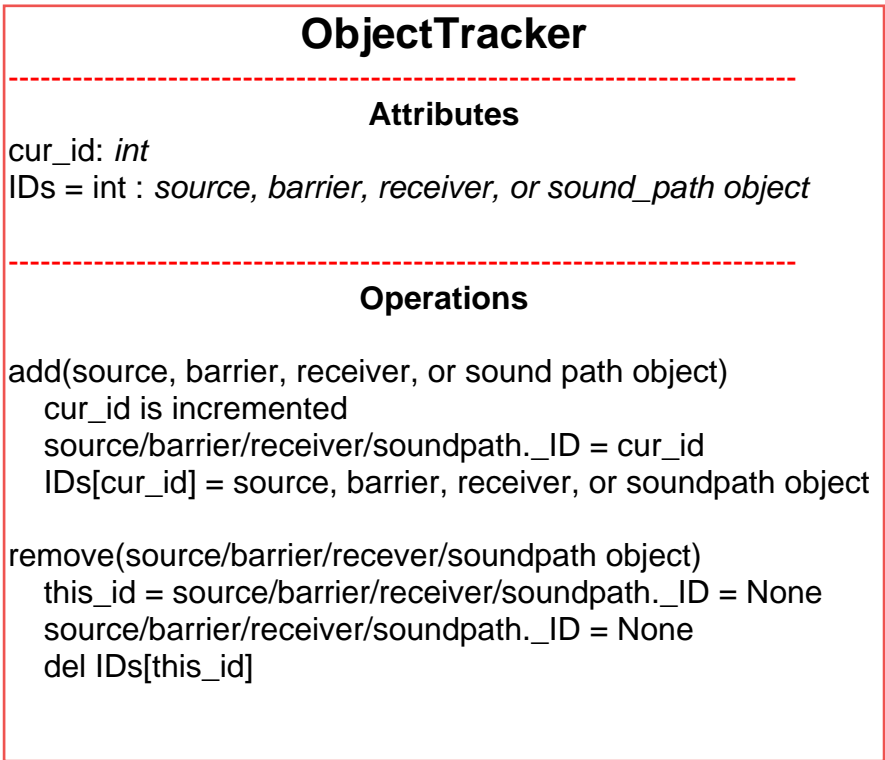 ObjectTracker
Attributes
cur_id: int
IDs = int : source, barrier, receiver, or sound_path object
Operations
add(source, barrier, receiver, or sound path object)
cur_id is incremented
source/barrier/receiver/soundpath._ID = cur_id
IDs[cur_id] = source, barrier, receiver, or soundpath object
remove(source/barrier/recever/soundpath object)
this_id = source/barrier/receiver/soundpath._ID = None
source/barrier/receiver/soundpath._ID = None
del IDs[this_id]